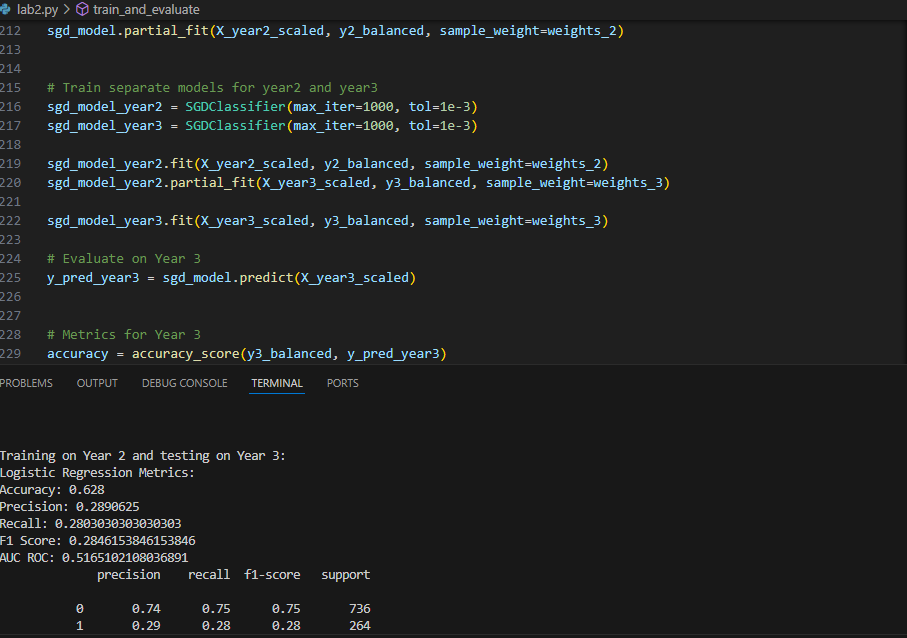 lab2.py > train_and_evaluate
212 sgd_model.partial_fit(X_year2_scaled, y2_balanced, sample_weight=weights_2)
213
214
215 # Train separate models for year2 and year3
216 sgd_model_year2 = SGDClassifier(max_iter=1000, tol=1e-3)
217 sgd_model_year3 = SGDClassifier(max_iter=1000, tol=1e-3)
218
219 sgd_model_year2.fit(X_year2_scaled, y2_balanced, sample_weight=weights_2)
220 sgd_model_year2.partial_fit(X_year3_scaled, y3_balanced, sample_weight=weights_3)
221
222 sgd_model_year3.fit(X_year3_scaled, y3_balanced, sample_weight=weights_3)
223
224 # Evaluate on Year 3
225 y_pred_year3 = sgd_model.predict(X_year3_scaled)
226
227
228 # Metrics for Year 3
229 accuracy = accuracy_score(y3_balanced, y_pred_year3)
PROBLEMS OUTPUT DEBUG CONSOLE TERMINAL PORTS
Training on Year 2 and testing on Year 3:
Logistic Regression Metrics:
Accuracy: 0.628
Precision: 0.2890625
Recall: 0.2803030303030303
F1 Score: 0.2846153846153846
AUC ROC: 0.5165102108036891
precision recall f1-score support
0 0.74 0.75 0.75 736
1 0.29 0.28 0.28 264